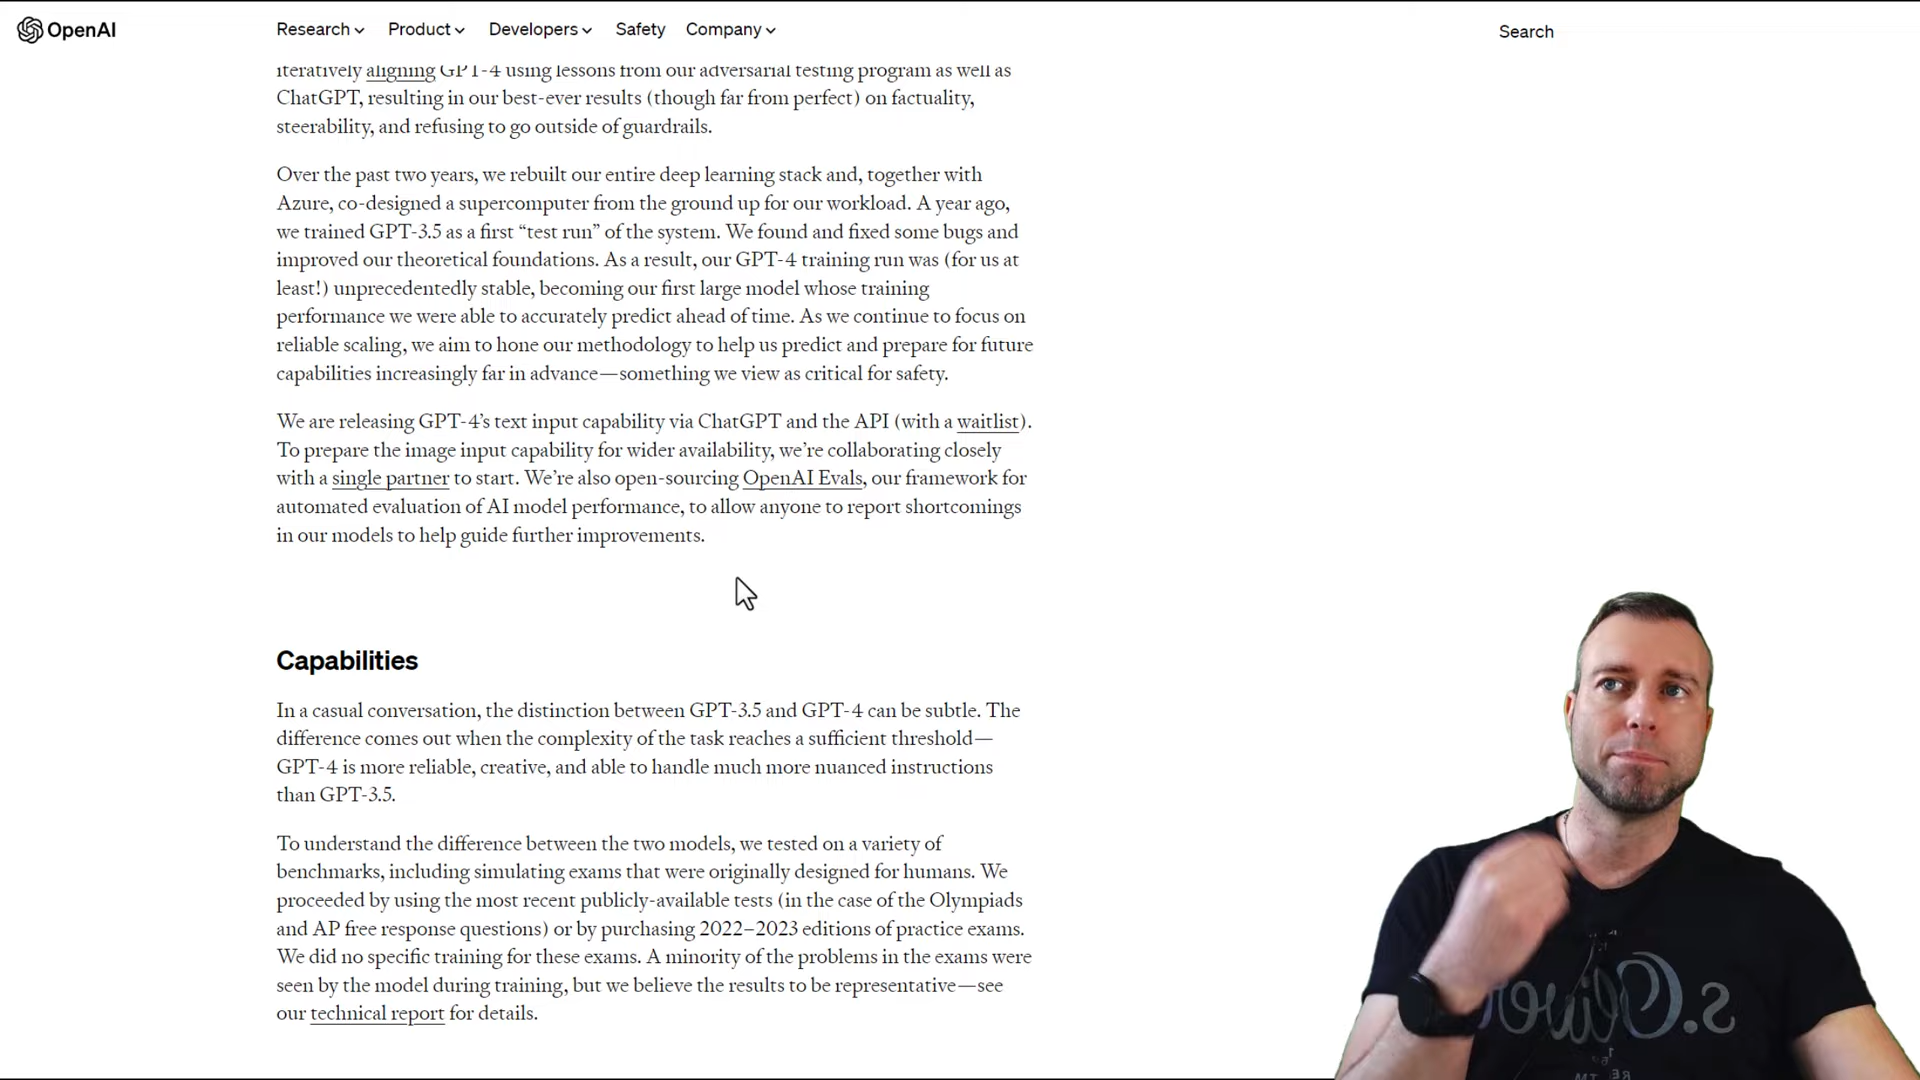 OpenAI
Research Product Developers Safety Company
Search
iteratively aligning GPT-4 using lessons from our adversarial testing program as well as
ChatGPT, resulting in our best-ever results (though far from perfect) on factuality,
steerability, and refusing to go outside of guardrails.
Over the past two years, we rebuilt our entire deep learning stack and, together with
Azure, co-designed a supercomputer from the ground up for our workload. A year ago,
we trained GPT-3.5 as a first “test run” of the system. We found and fixed some bugs and
improved our theoretical foundations. As a result, our GPT-4 training run was (for us at
least!) unprecedentedly stable, becoming our first large model whose training
performance we were able to accurately predict ahead of time. As we continue to focus on
reliable scaling, we aim to hone our methodology to help us predict and prepare for future
capabilities increasingly far in advance—something we view as critical for safety.
We are releasing GPT-4’s text input capability via ChatGPT and the API (with a waitlist).
To prepare the image input capability for wider availability, we’re collaborating closely
with a single partner to start. We’re also open-sourcing OpenAI Evals, our framework for
automated evaluation of AI model performance, to allow anyone to report shortcomings
in our models to help guide further improvements.
Capabilities
In a casual conversation, the distinction between GPT-3.5 and GPT-4 can be subtle. The
difference comes out when the complexity of the task reaches a sufficient threshold—
GPT-4 is more reliable, creative, and able to handle much more nuanced instructions
than GPT-3.5.
To understand the difference between the two models, we tested on a variety of
benchmarks, including simulating exams that were originally designed for humans. We
proceeded by using the most recent publicly-available tests (in the case of the Olympiads
and AP free response questions) or by purchasing 2022–2023 editions of practice exams.
We did no specific training for these exams. A minority of the problems in the exams were
seen by the model during training, but we believe the results to be representative—see
our technical report for details.
s.Oliver